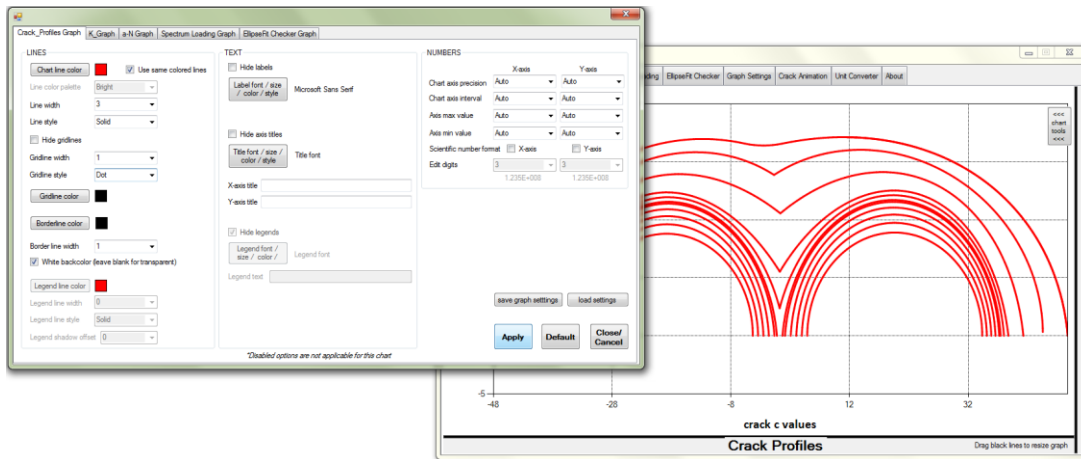 Crack_Profiles Graph K_Graph a-N Graph Spectrum Loading Graph EllipseFit Checker Graph
LINES
Chart line color Use same colored lines
Line color palette Bright
Line width 3
Line style Solid
Hide gridlines
Gridline width 1
Gridline style Dot
Gridline color
Borderline color
Border line width 1
White backcolor (leave blank for transparent)
Legend line color
Legend line width 0
Legend line style Solid
Legend shadow offset 0
TEXT
Hide labels
Label font / size
/ color / style
Microsoft Sans Serif
Hide axis titles
Title font / size /
color / style
Title font
X-axis title
Y-axis title
Hide legends
Legend font /
size / color /
Legend font
Legend text
NUMBERS
X-axis Y-axis
Chart axis precision Auto Auto
Chart axis interval Auto Auto
Axis max value Auto Auto
Axis min value Auto Auto
Scientific number format X-axis Y-axis
Edit digits 3 3
1.235E+008 1.235E+008
save graph setttings load settings
Apply Default Close/
Cancel
*Disabled options are not applicable for this chart
EllipseFit Checker Graph Settings Crack Animation Unit Converter About
<<<
chart
tools
<<<
-5
-48 -28 -8 12 32
crack c values
Crack Profiles Drag black lines to resize graph